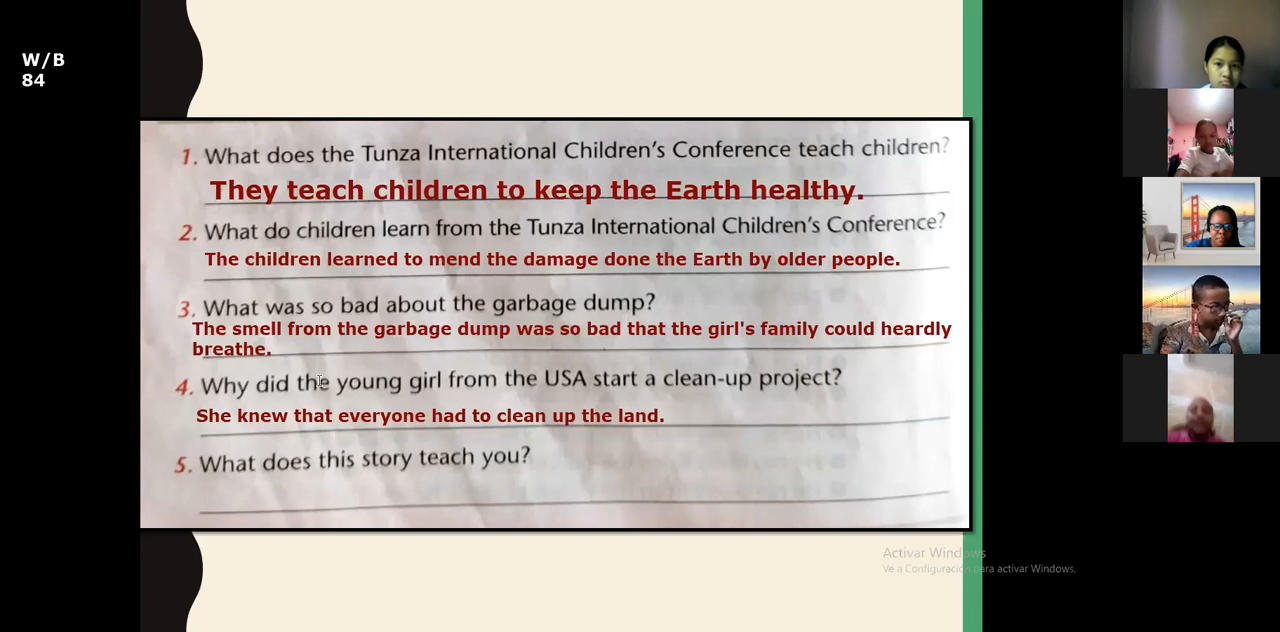 W/B
84
1. What does the Tunza International Children's Conference teach children?
They teach children to keep the Earth healthy.
2. What do children learn from the Tunza International Children's Conference?
The children learned to mend the damage done the Earth by older people.
3. What was so bad about the garbage dump?
The smell from the garbage dump was so bad that the girl's family could heardly
breathe.
4. Why did the young girl from the USA start a clean-up project?
She knew that everyone had to clean up the land.
5. What does this story teach you?
Activar Windows
Ve a Configuración para activar Windows.